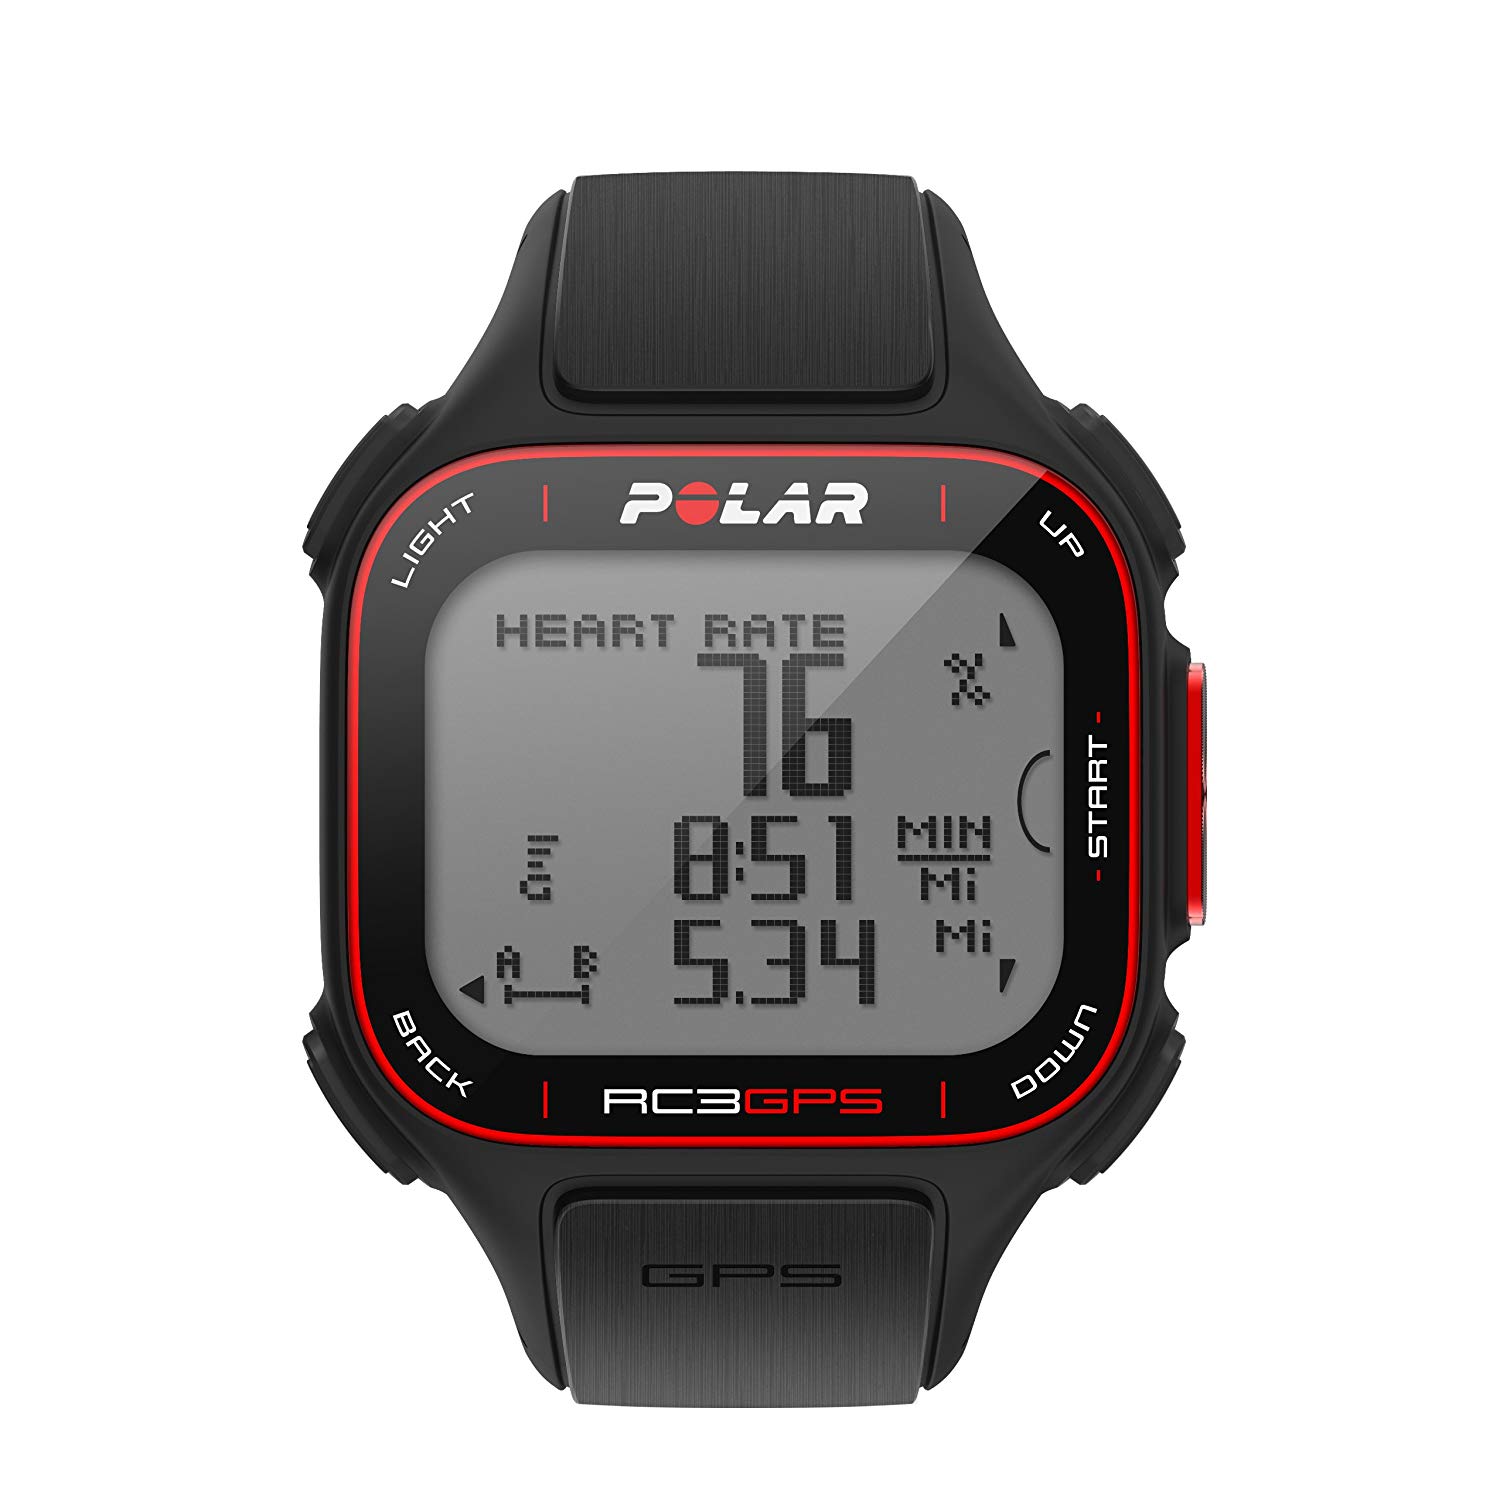 POLAR
LIGHT
UP
HEART RATE
76 %
8:51 MIN
Mi
5.34 Mi
A B
- START -
BACK
DOWN
RC3GPS
GPS